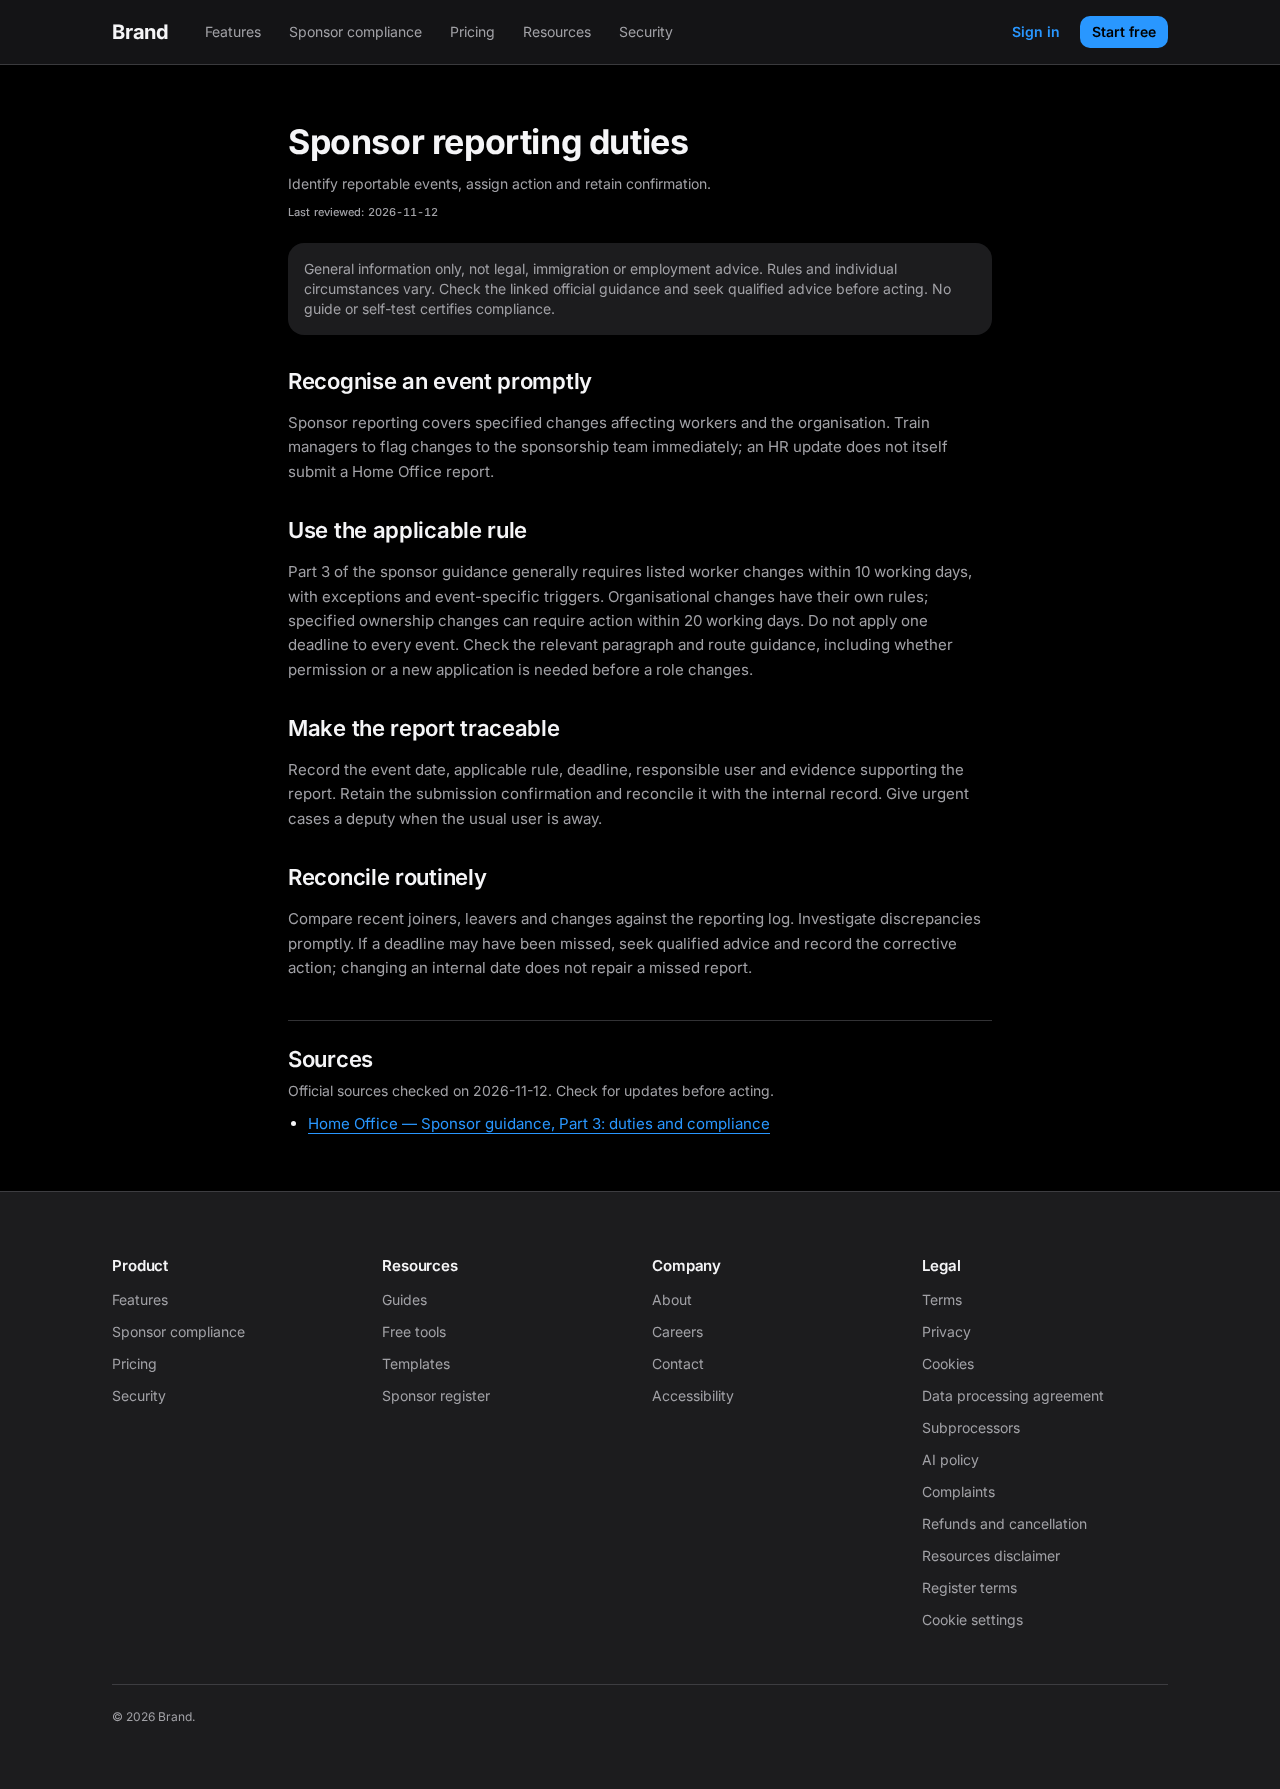 Brand
Features
Sponsor compliance
Pricing
Resources
Security
Sign in
Start free
Sponsor reporting duties
Identify reportable events, assign action and retain confirmation.
Last reviewed: 2026-11-12
General information only, not legal, immigration or employment advice. Rules and individual
circumstances vary. Check the linked official guidance and seek qualified advice before acting. No
guide or self-test certifies compliance.
Recognise an event promptly
Sponsor reporting covers specified changes affecting workers and the organisation. Train
managers to flag changes to the sponsorship team immediately; an HR update does not itself
submit a Home Office report.
Use the applicable rule
Part 3 of the sponsor guidance generally requires listed worker changes within 10 working days,
with exceptions and event-specific triggers. Organisational changes have their own rules;
specified ownership changes can require action within 20 working days. Do not apply one
deadline to every event. Check the relevant paragraph and route guidance, including whether
permission or a new application is needed before a role changes.
Make the report traceable
Record the event date, applicable rule, deadline, responsible user and evidence supporting the
report. Retain the submission confirmation and reconcile it with the internal record. Give urgent
cases a deputy when the usual user is away.
Reconcile routinely
Compare recent joiners, leavers and changes against the reporting log. Investigate discrepancies
promptly. If a deadline may have been missed, seek qualified advice and record the corrective
action; changing an internal date does not repair a missed report.
Sources
Official sources checked on 2026-11-12. Check for updates before acting.
• Home Office — Sponsor guidance, Part 3: duties and compliance
Product
Features
Sponsor compliance
Pricing
Security
Resources
Guides
Free tools
Templates
Sponsor register
Company
About
Careers
Contact
Accessibility
Legal
Terms
Privacy
Cookies
Data processing agreement
Subprocessors
AI policy
Complaints
Refunds and cancellation
Resources disclaimer
Register terms
Cookie settings
© 2026 Brand.